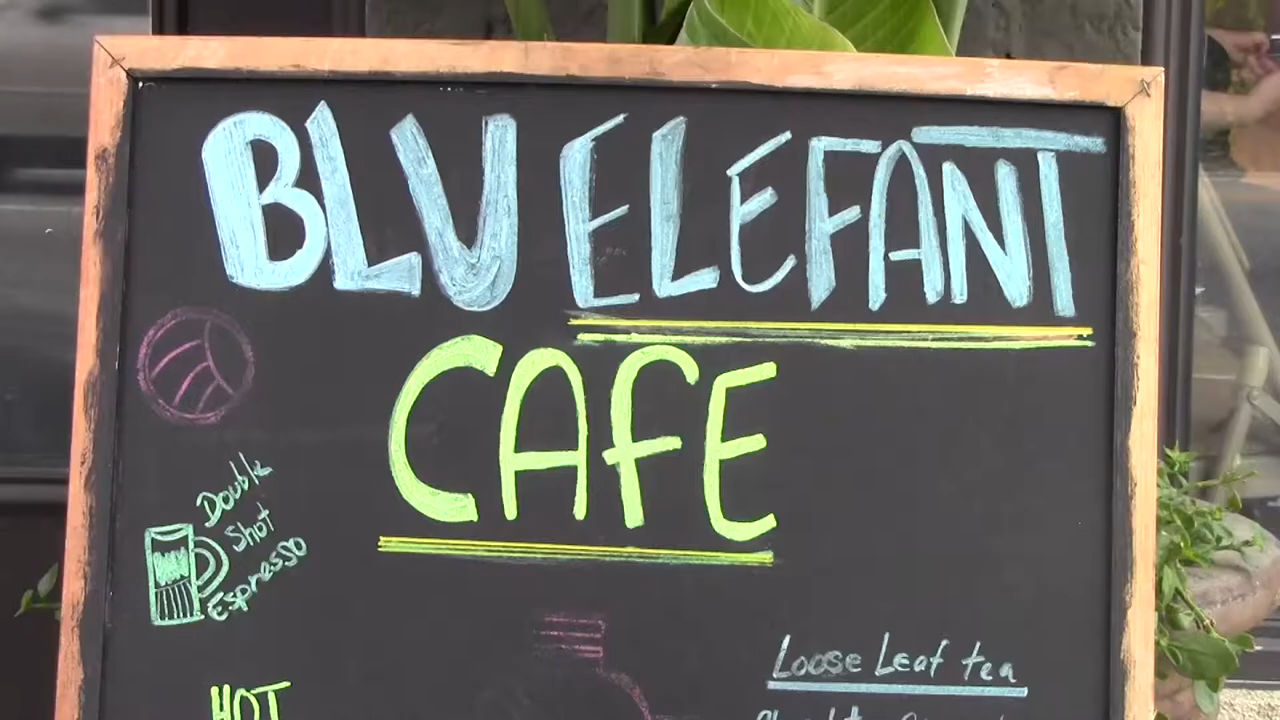 BLU ELEFANT
CAFE
Double
Shot
Espresso
Loose Leaf tea
HOT